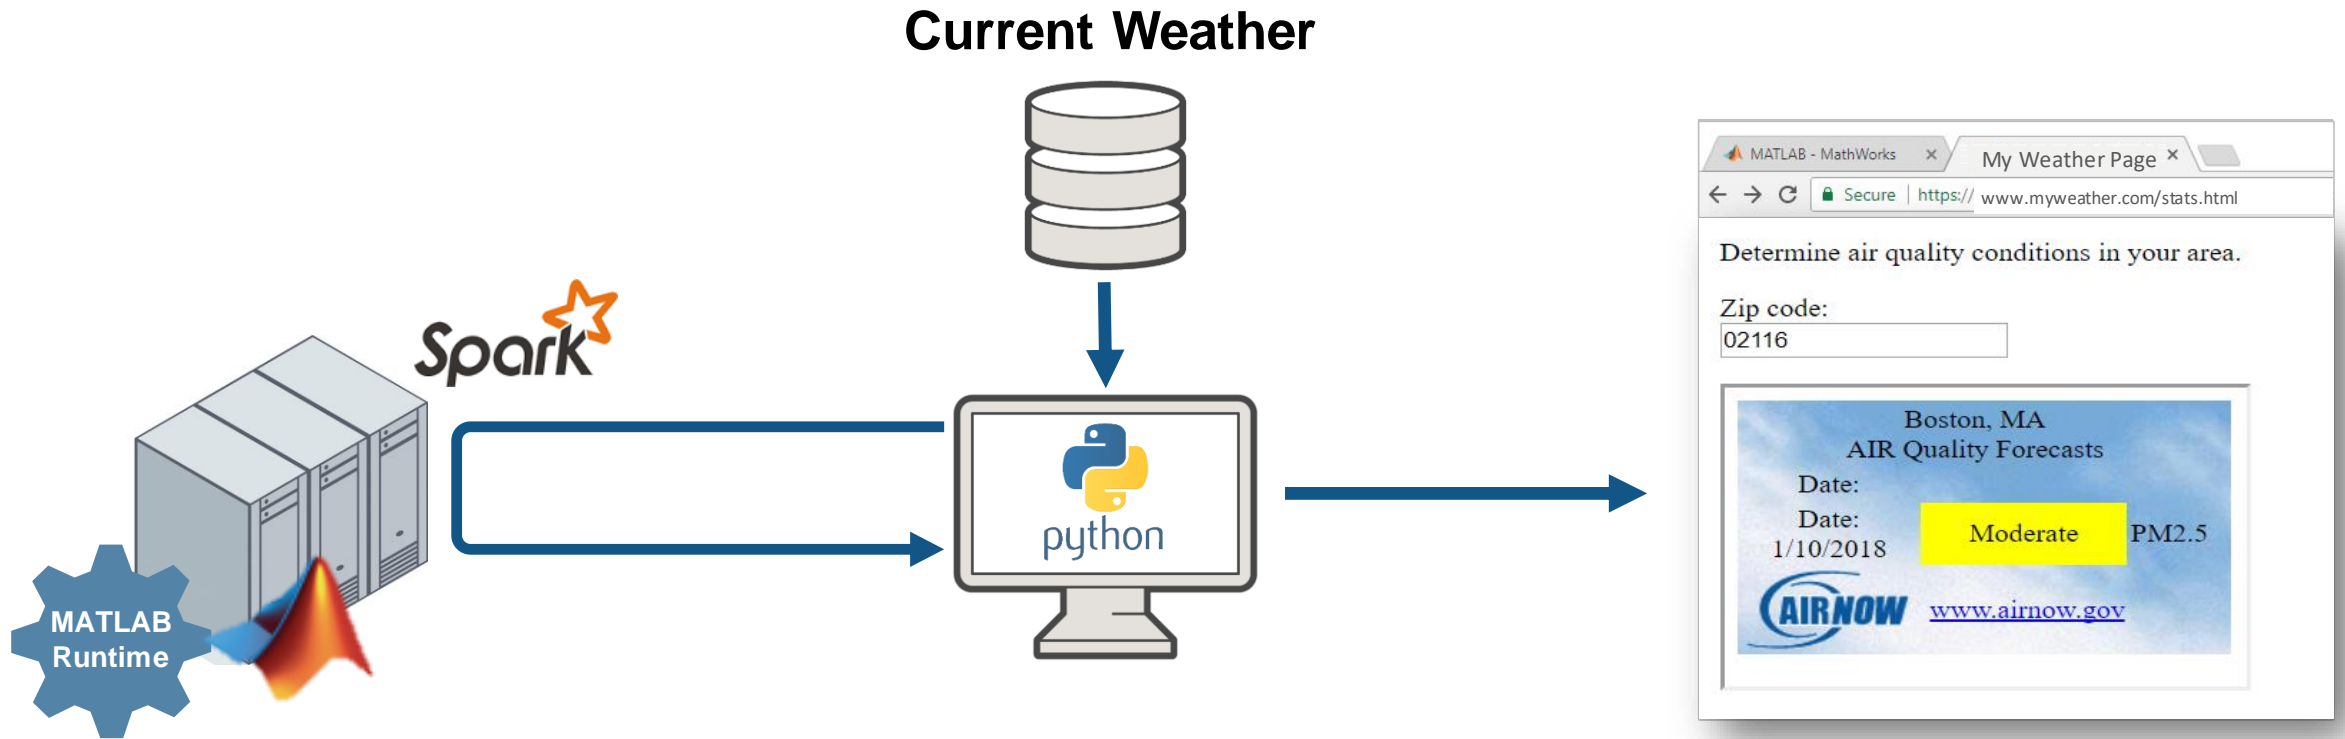 Current Weather
Spark
MATLAB
Runtime
python
MATLAB - MathWorks
My Weather Page
Secure
https://
www.myweather.com/stats.html
Determine air quality conditions in your area.
Zip code:
02116
Boston, MA
AIR Quality Forecasts
Date:
Date:
1/10/2018
Moderate
PM2.5
AIRNOW
www.airnow.gov